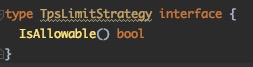 type TpsLimitStrategy interface {
IsAllowable() bool
}